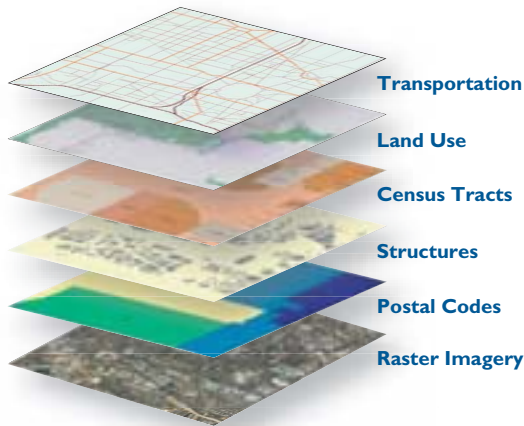 Transportation
Land Use
Census Tracts
Structures
Postal Codes
Raster Imagery